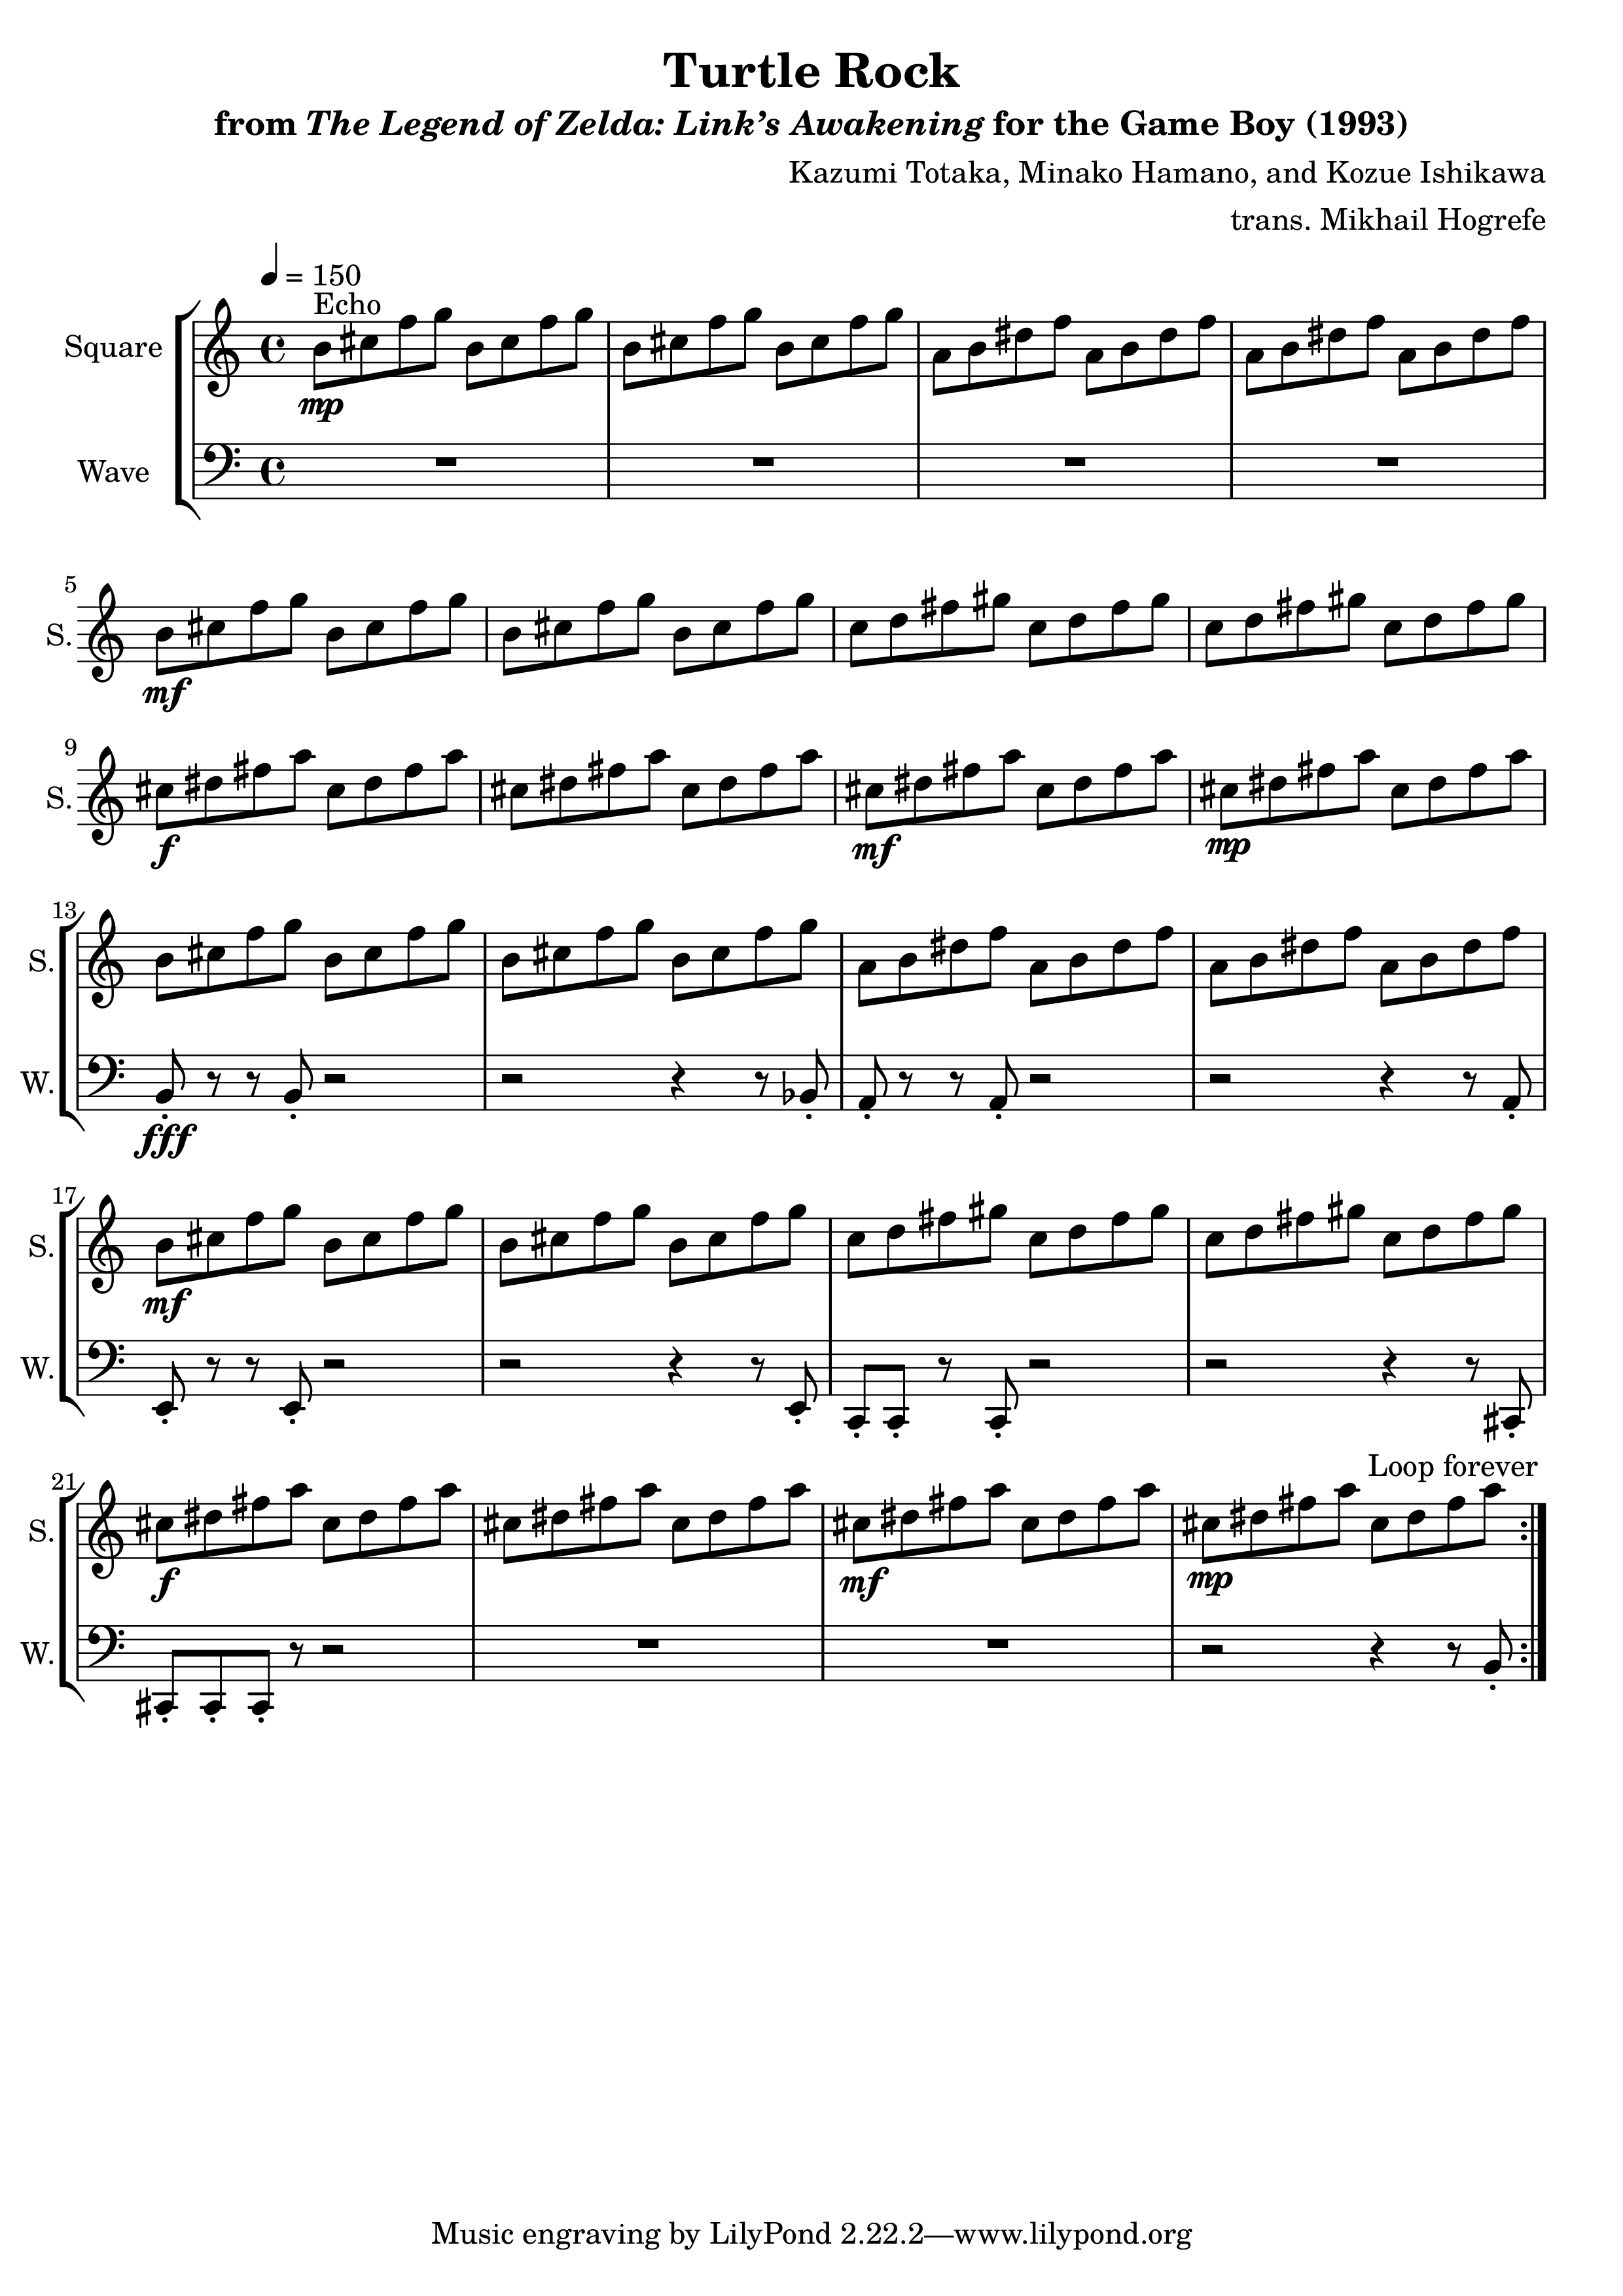 Turtle Rock
from The Legend of Zelda: Link’s Awakening for the Game Boy (1993)
Kazumi Totaka, Minako Hamano, and Kozue Ishikawa
trans. Mikhail Hogrefe
= 150
Echo
Square
mp
Wave
5
S.
mf
9
S.
f
mf
mp
13
S.
W.
fff
17
S.
mf
W.
Loop forever
21
S.
f
mf
mp
W.
Music engraving by LilyPond 2.22.2—www.lilypond.org